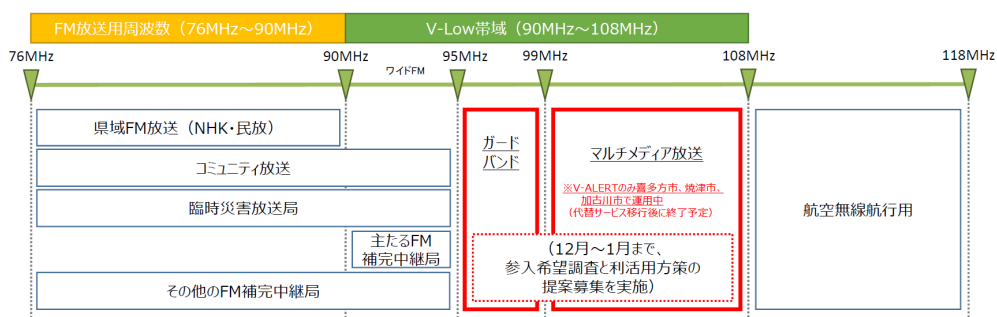 FM放送用周波数（76MHz～90MHz）
V-Low帯域（90MHz～108MHz）
76MHz
90MHz
ワイドFM
95MHz
99MHz
108MHz
118MHz
県域FM放送（NHK・民放）
コミュニティ放送
臨時災害放送局
主たるFM
補完中継局
その他のFM補完中継局
ガード
バンド
マルチメディア放送
※V-ALERTのみ喜多方市、焼津市、
加古川市で運用中
（代替サービス移行後に終了予定）
（12月～1月まで、
参入希望調査と利活用方策の
提案募集を実施）
航空無線航行用